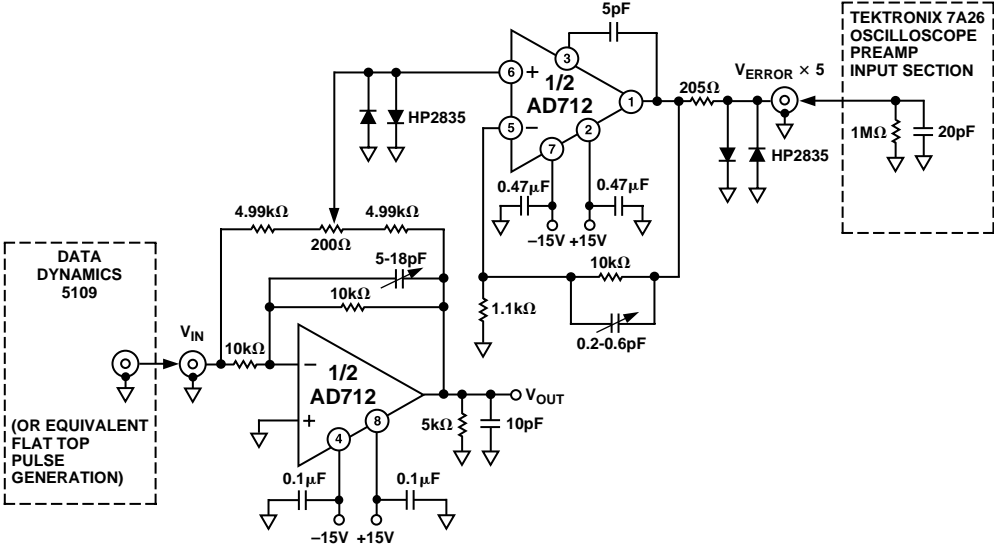 5pF
TEKTRONIX 7A26
OSCILLOSCOPE
PREAMP
INPUT SECTION
3
6
+
1/2
AD712
1
205Ω
VERROR × 5
HP2835
5
−
2
7
1MΩ
20pF
HP2835
0.47µF
0.47µF
4.99kΩ
4.99kΩ
200Ω
–15V
+15V
DATA
DYNAMICS
5109
5-18pF
10kΩ
10kΩ
1.1kΩ
VIN
10kΩ
0.2-0.6pF
−
1/2
AD712
VOUT
+
8
5kΩ
10pF
4
(OR EQUIVALENT
FLAT TOP
PULSE
GENERATION)
0.1µF
0.1µF
–15V
+15V